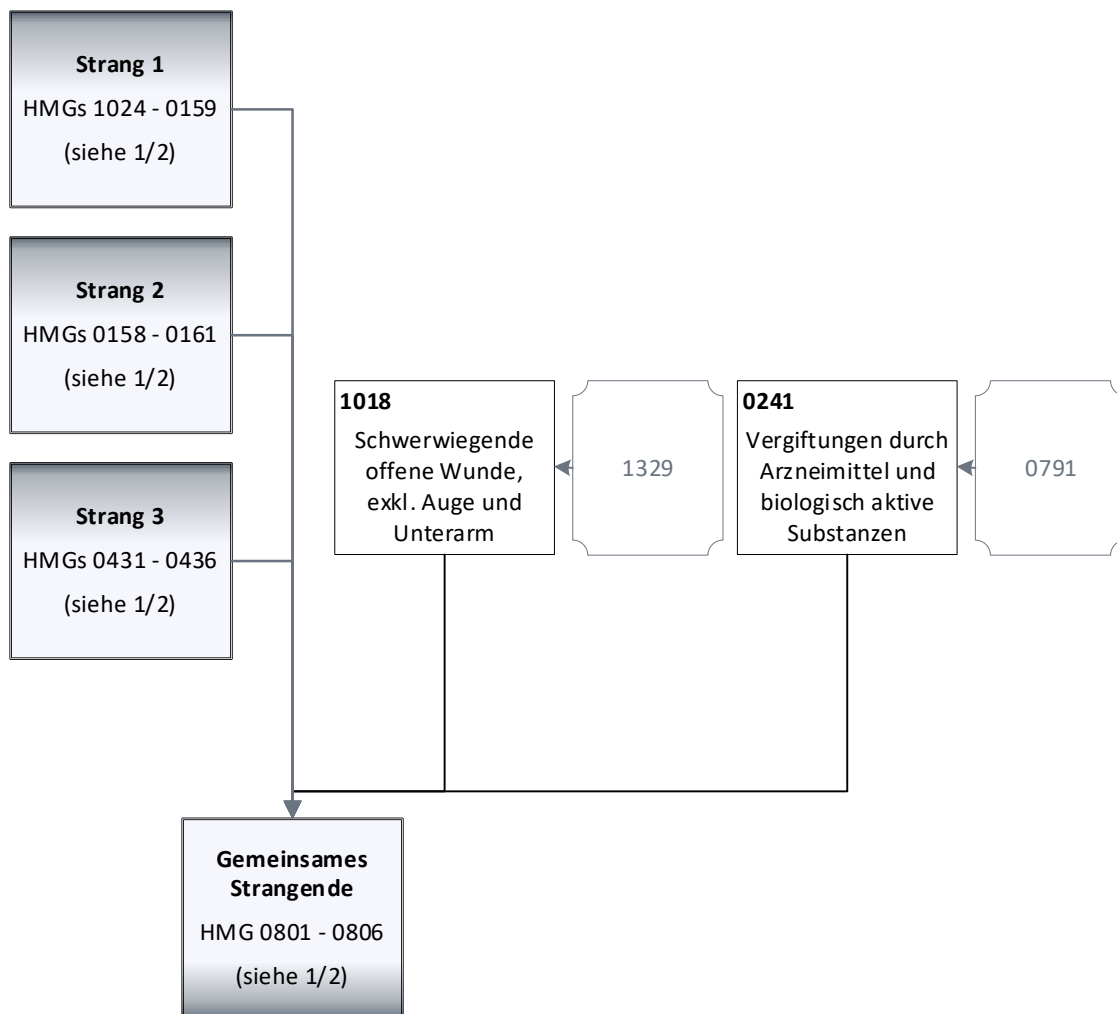 Strang 1
HMGs 1024 - 0159
(siehe 1/2)
Strang 2
HMGs 0158 - 0161
(siehe 1/2)
Strang 3
HMGs 0431 - 0436
(siehe 1/2)
1018
Schwerwiegende
offene Wunde,
exkl. Auge und
Unterarm
1329
0241
Vergiftungen durch
Arzneimittel und
biologisch aktive
Substanzen
0791
Gemeinsames
Strangende
HMG 0801 - 0806
(siehe 1/2)